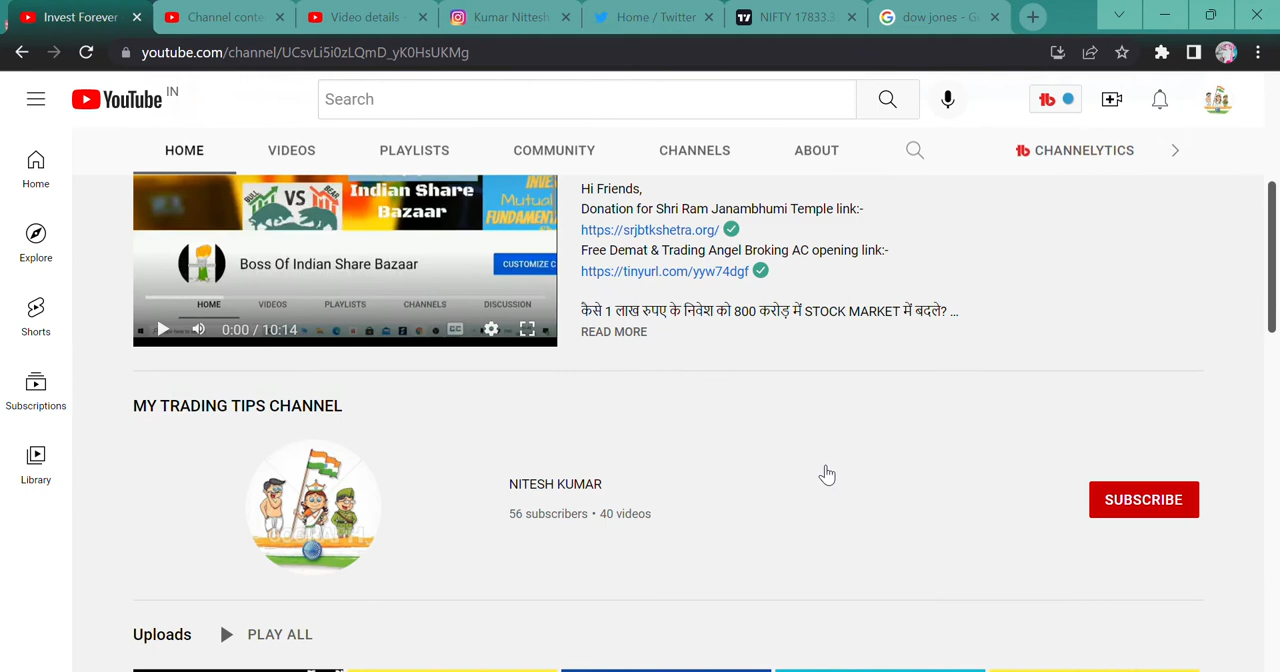 Invest Forever
Channel conte
Video details
Kumar Nittesh
Home / Twitter
NIFTY 17833.3
dow jones - G
youtube.com/channel/UCsvLi5i0zLQmD_yK0HsUKMg
YouTube IN
Search
HOME VIDEOS PLAYLISTS COMMUNITY CHANNELS ABOUT CHANNELYTICS
Home
Explore
Shorts
Subscriptions
Library
VS
Indian Share
Bazaar
Mutual
Boss Of Indian Share Bazaar
CUSTOMIZE C
HOME VIDEOS PLAYLISTS CHANNELS DISCUSSION
0:00 / 10:14
Hi Friends,
Donation for Shri Ram Janambhumi Temple link:-
https://srjbtkshetra.org/
Free Demat & Trading Angel Broking AC opening link:-
https://tinyurl.com/yyw74dgf
कैसे 1 लाख रुपए के निवेश को 800 करोड़ में STOCK MARKET में बदले? ...
READ MORE
MY TRADING TIPS CHANNEL
NITESH KUMAR
56 subscribers • 40 videos
SUBSCRIBE
Uploads PLAY ALL